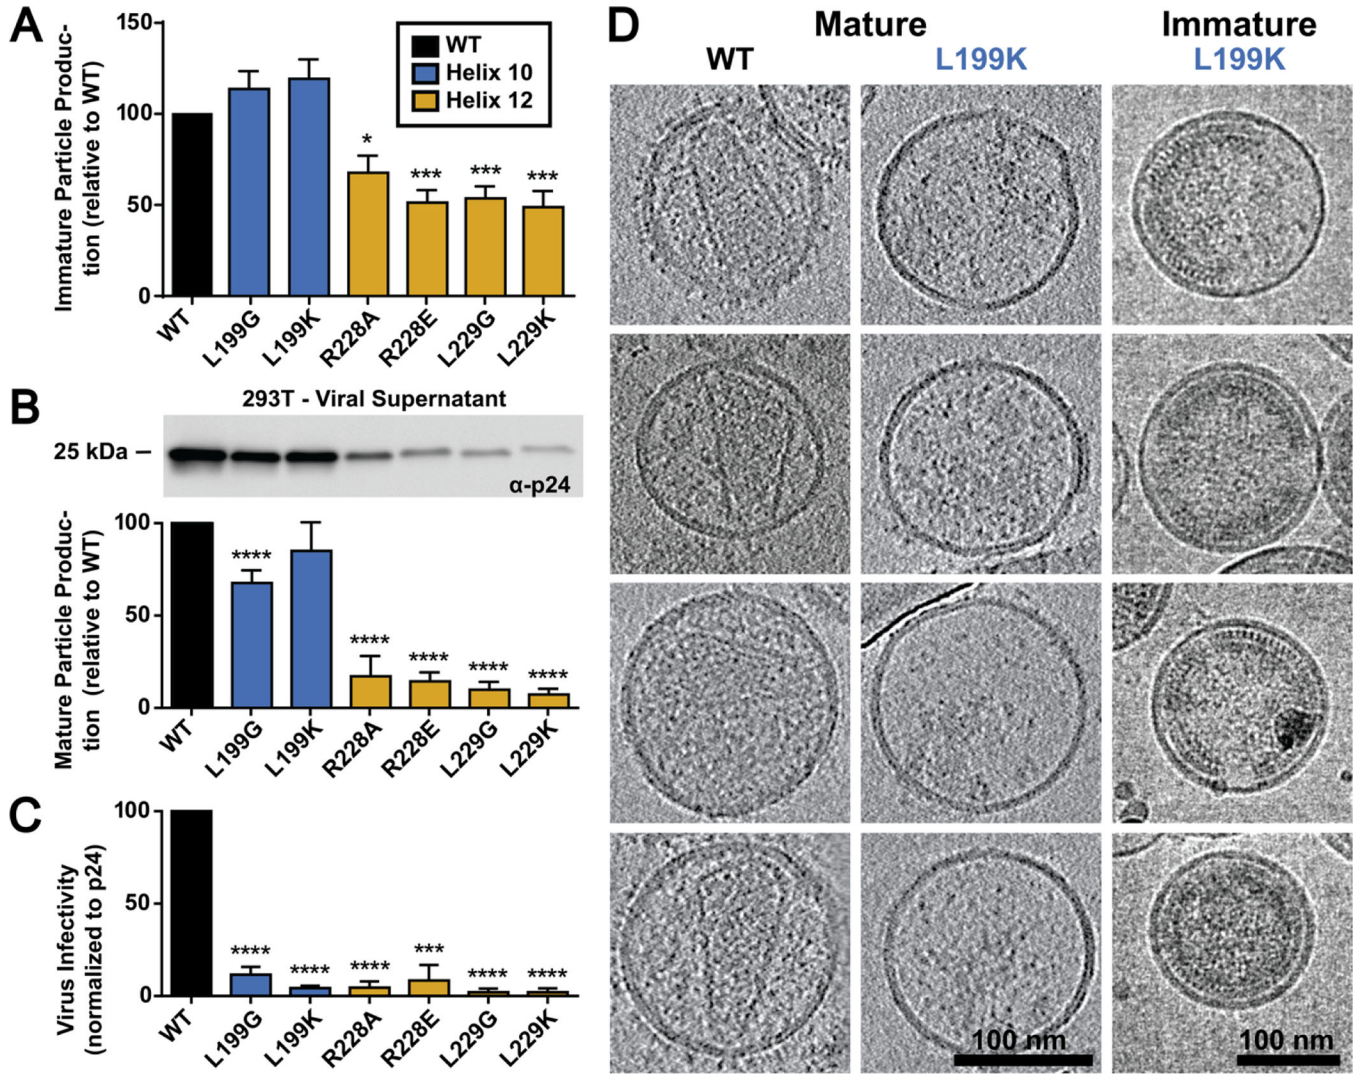 A
Immature Particle Produc-
tion (relative to WT)
150
100
50
0
WT
Helix 10
Helix 12
*
***
***
***
WT
L199G
L199K
R228A
R228E
L229G
L229K
B
293T - Viral Supernatant
25 kDa
α-p24
Mature Particle Produc-
tion (relative to WT)
100
50
0
****
****
****
****
****
WT
L199G
L199K
R228A
R228E
L229G
L229K
C
Virus Infectivity
(normalized to p24)
100
50
0
****
****
****
***
****
****
WT
L199G
L199K
R228A
R228E
L229G
L229K
D
Mature
Immature
WT
L199K
L199K
100 nm
100 nm